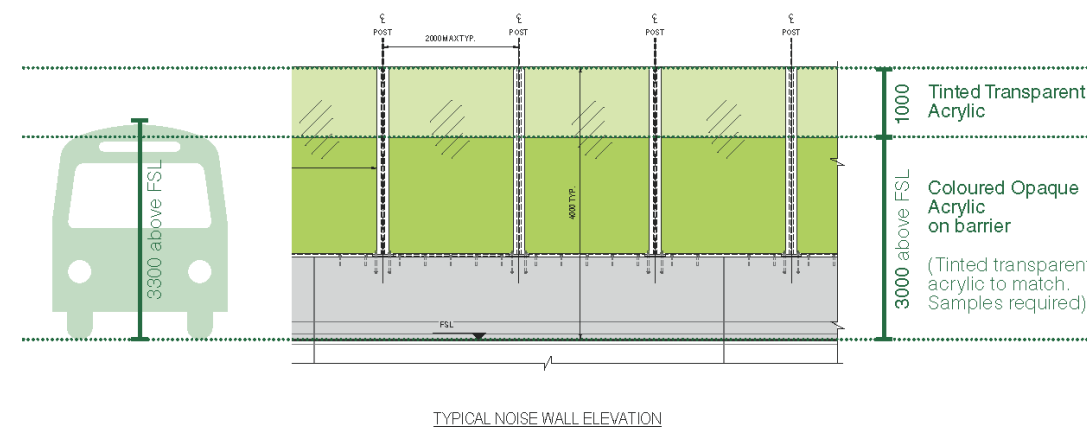 ℄
POST
℄
POST
℄
POST
℄
POST
2000 MAX TYP.
1000
Tinted Transparent
Acrylic
3300 above FSL
4000 TYP.
3000 above FSL
Coloured Opaque
Acrylic
on barrier
(Tinted transparent
acrylic to match.
Samples required)
FSL
TYPICAL NOISE WALL ELEVATION